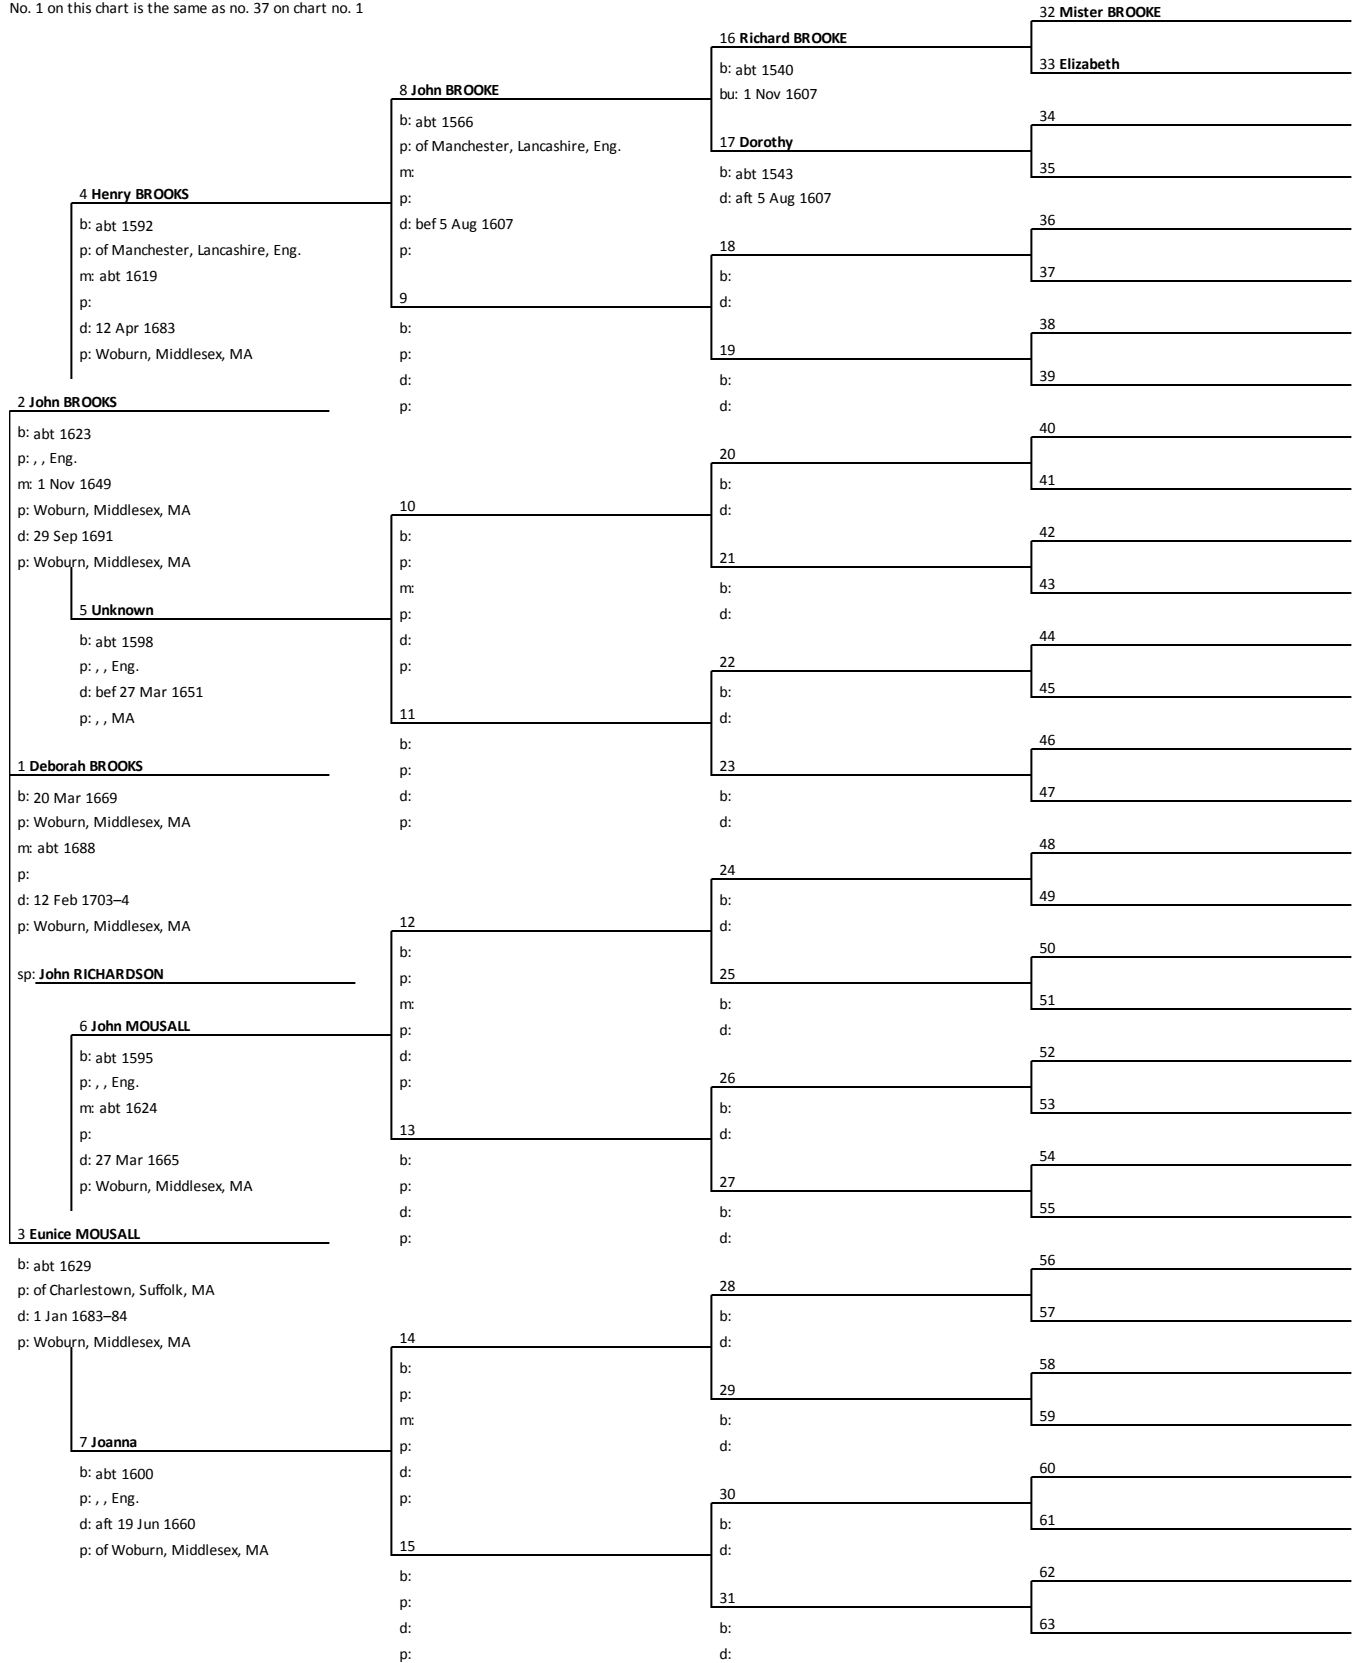 No. 1 on this chart is the same as no. 37 on chart no. 1
2 John BROOKS
b: abt 1623
p: , , Eng.
m: 1 Nov 1649
p: Woburn, Middlesex, MA
d: 29 Sep 1691
p: Woburn, Middlesex, MA
1 Deborah BROOKS
b: 20 Mar 1669
p: Woburn, Middlesex, MA
m: abt 1688
p:
d: 12 Feb 1703–4
p: Woburn, Middlesex, MA
sp: John RICHARDSON
3 Eunice MOUSALL
b: abt 1629
p: of Charlestown, Suffolk, MA
d: 1 Jan 1683–84
p: Woburn, Middlesex, MA
4 Henry BROOKS
b: abt 1592
p: of Manchester, Lancashire, Eng.
m: abt 1619
p:
d: 12 Apr 1683
p: Woburn, Middlesex, MA
5 Unknown
b: abt 1598
p: , , Eng.
d: bef 27 Mar 1651
p: , , MA
6 John MOUSALL
b: abt 1595
p: , , Eng.
m: abt 1624
p:
d: 27 Mar 1665
p: Woburn, Middlesex, MA
7 Joanna
b: abt 1600
p: , , Eng.
d: aft 19 Jun 1660
p: of Woburn, Middlesex, MA
8 John BROOKE
b: abt 1566
p: of Manchester, Lancashire, Eng.
m:
p:
d: bef 5 Aug 1607
p:
9
b:
p:
d:
p:
10
b:
p:
m:
p:
d:
p:
11
b:
p:
d:
p:
12
b:
p:
m:
p:
d:
p:
13
b:
p:
d:
p:
14
b:
p:
m:
p:
d:
p:
15
b:
p:
d:
p:
16 Richard BROOKE
b: abt 1540
bu: 1 Nov 1607
17 Dorothy
b: abt 1543
d: aft 5 Aug 1607
18
b:
d:
19
b:
d:
20
b:
d:
21
b:
d:
22
b:
d:
23
b:
d:
24
b:
d:
25
b:
d:
26
b:
d:
27
b:
d:
28
b:
d:
29
b:
d:
30
b:
d:
31
b:
d:
32 Mister BROOKE
33 Elizabeth
34
35
36
37
38
39
40
41
42
43
44
45
46
47
48
49
50
51
52
53
54
55
56
57
58
59
60
61
62
63